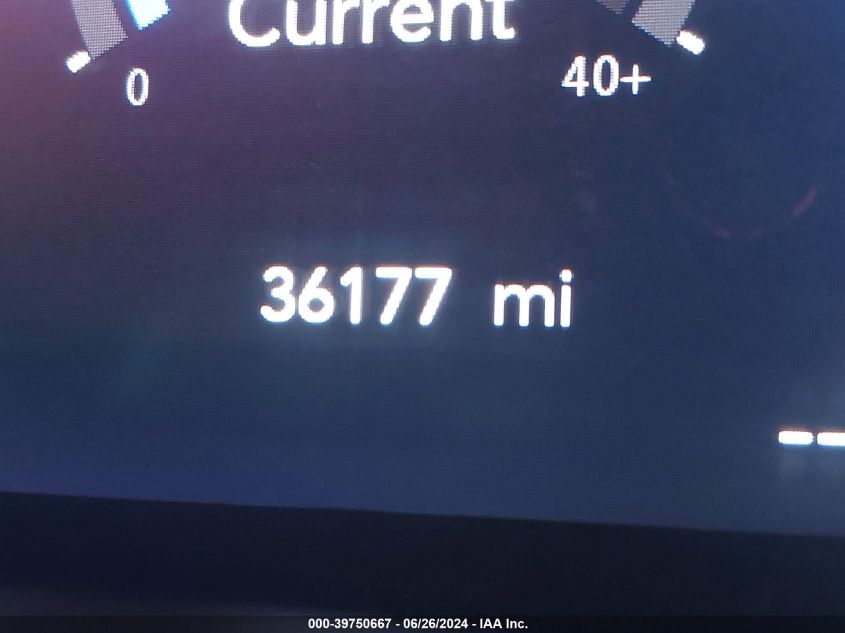 Current
0 40+
36177 mi
--
000-39750667 - 06/26/2024 - IAA Inc.